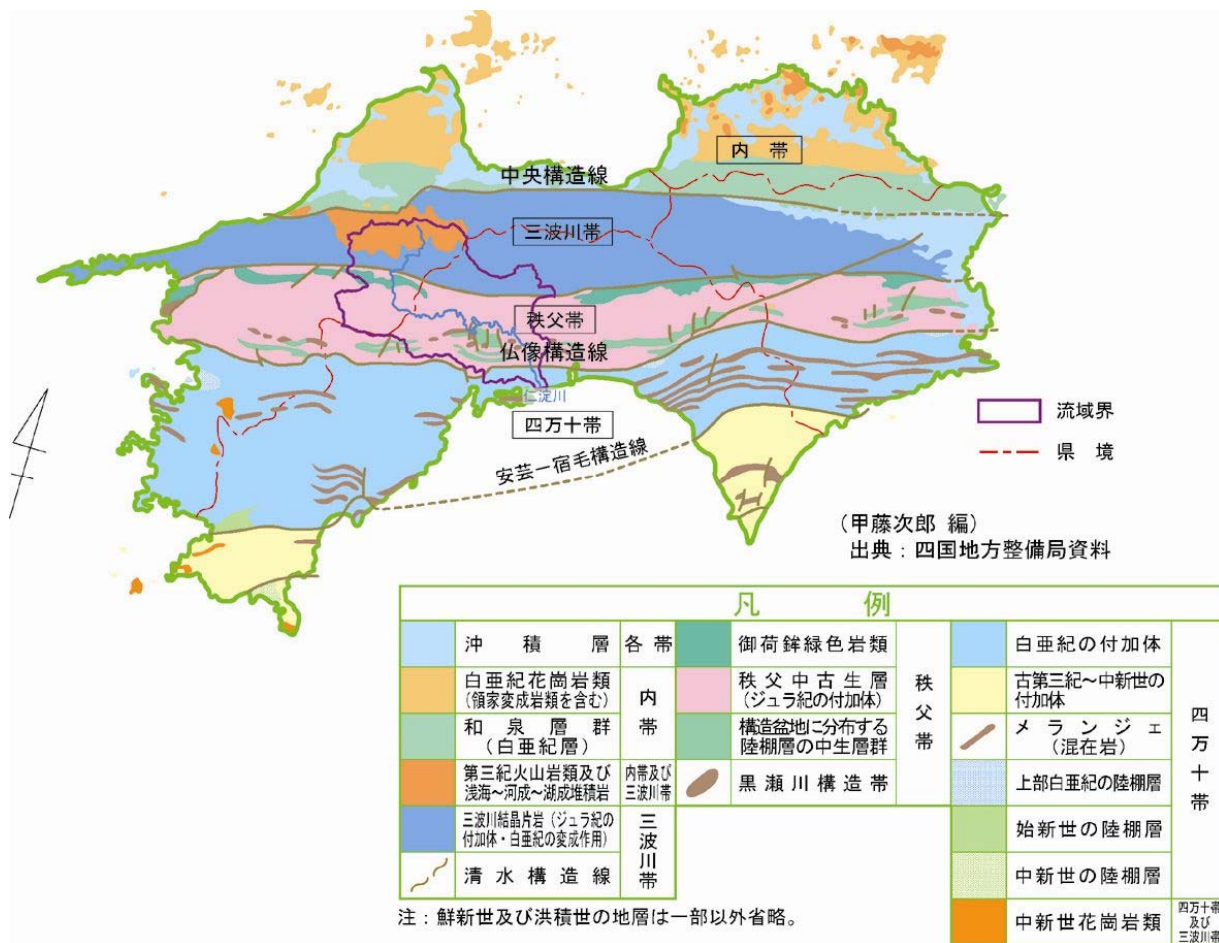 内 帯
中央構造線
三波川帯
秩父帯
仏像構造線
仁淀川
四万十帯
安芸ー宿毛構造線
流域界
県 境
（甲藤次郎 編）
出典：四国地方整備局資料
凡 例
沖 積 層
各 帯
白亜紀花崗岩類
（領家変成岩類を含む）
和 泉 層 群
（白亜紀層）
内 帯
第三紀火山岩類及び
浅海～河成～湖成堆積岩
内帯及び
三波川帯
三波川結晶片岩（ジュラ紀の
付加体・白亜紀の変成作用）
清 水 構 造 線
三波川帯
御荷鉾緑色岩類
秩父中古生層
（ジュラ紀の付加体）
構造盆地に分布する
陸棚層の中生層群
黒瀬川構造帯
秩父帯
白亜紀の付加体
古第三紀～中新世の
付加体
メ ラ ン ジ ェ
（混在岩）
上部白亜紀の陸棚層
始新世の陸棚層
中新世の陸棚層
四万十帯
中新世花崗岩類
四万十帯
及び
三波川帯
注：鮮新世及び洪積世の地層は一部以外省略。